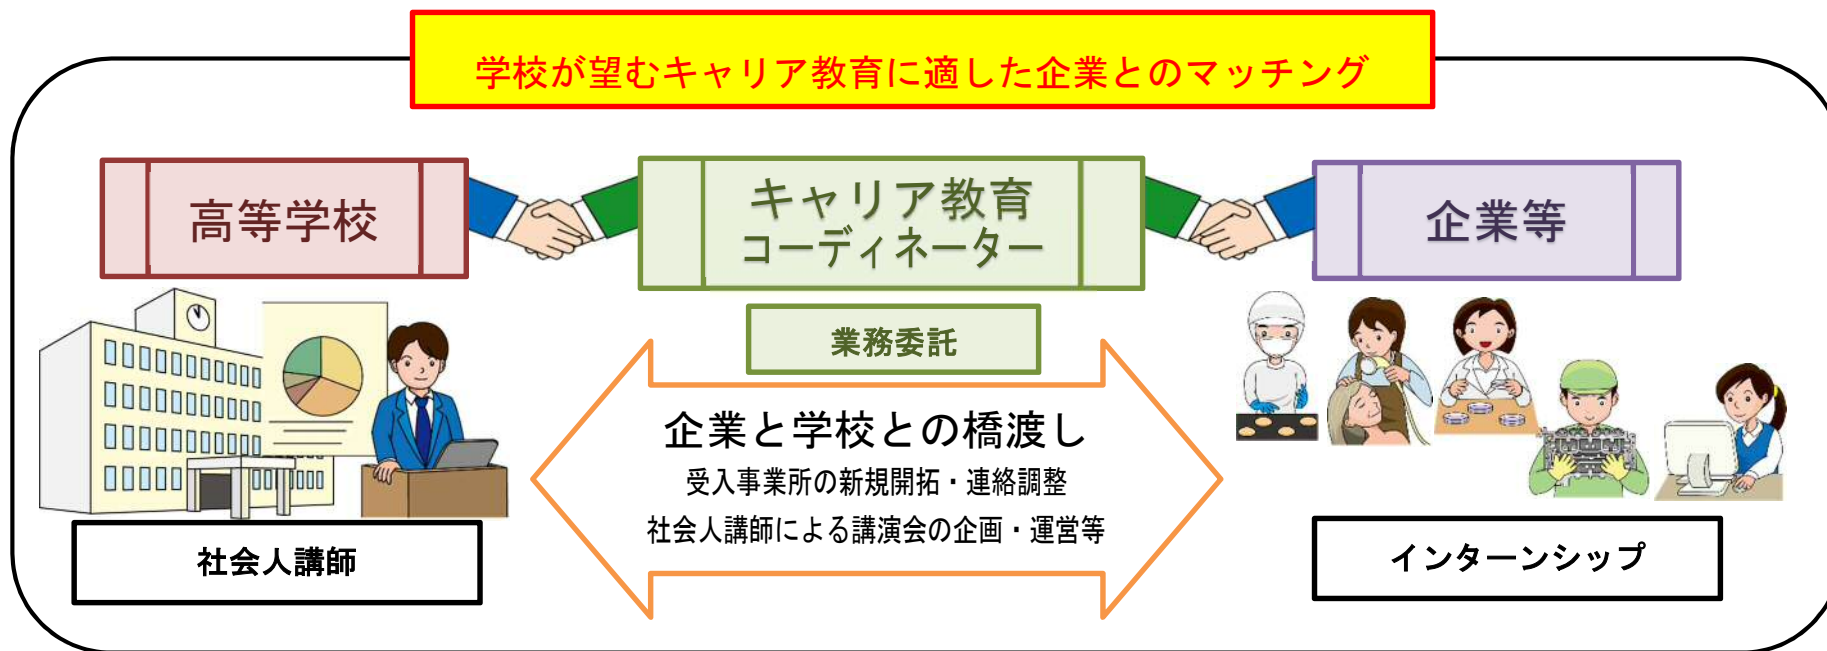 学校が望むキャリア教育に適した企業とのマッチング
高等学校
キャリア教育
コーディネーター
企業等
業務委託
企業と学校との橋渡し
受入事業所の新規開拓・連絡調整
社会人講師による講演会の企画・運営等
社会人講師
インターンシップ